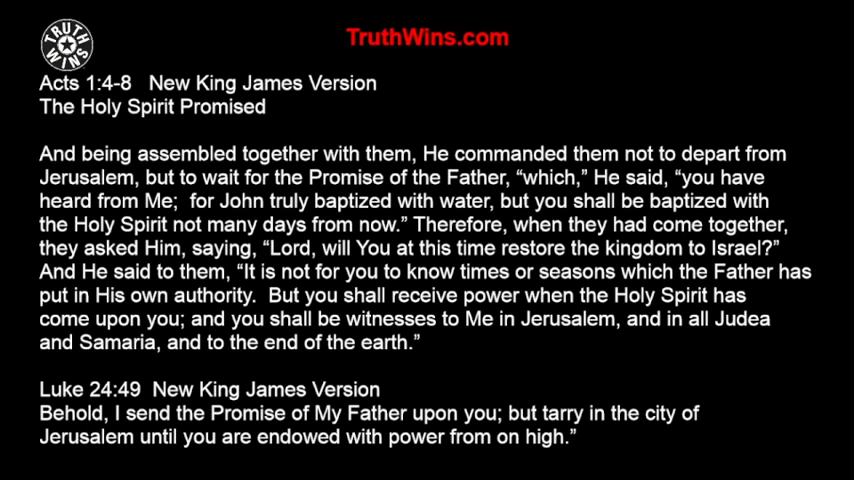 TRUTH WINS
TruthWins.com
Acts 1:4-8   New King James Version
The Holy Spirit Promised
And being assembled together with them, He commanded them not to depart from
Jerusalem, but to wait for the Promise of the Father, “which,” He said, “you have
heard from Me;  for John truly baptized with water, but you shall be baptized with
the Holy Spirit not many days from now.” Therefore, when they had come together,
they asked Him, saying, “Lord, will You at this time restore the kingdom to Israel?”
And He said to them, “It is not for you to know times or seasons which the Father has
put in His own authority.  But you shall receive power when the Holy Spirit has
come upon you; and you shall be witnesses to Me in Jerusalem, and in all Judea
and Samaria, and to the end of the earth.”
Luke 24:49  New King James Version
Behold, I send the Promise of My Father upon you; but tarry in the city of
Jerusalem until you are endowed with power from on high.”